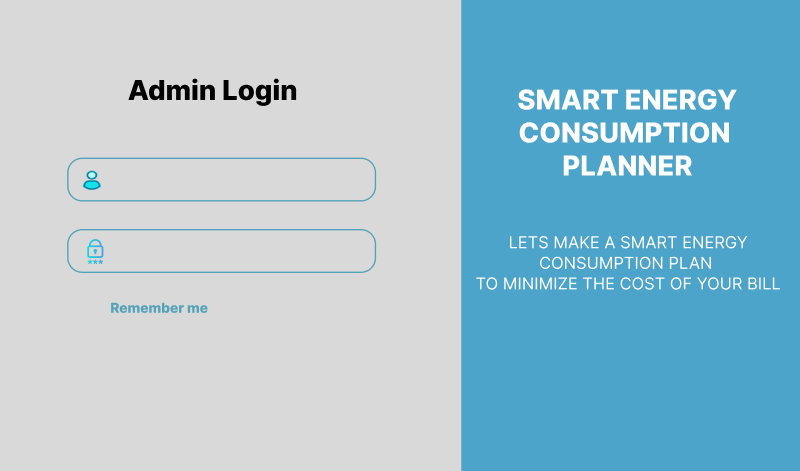 Admin Login
Remember me
SMART ENERGY
CONSUMPTION
PLANNER
LETS MAKE A SMART ENERGY
CONSUMPTION PLAN
TO MINIMIZE THE COST OF YOUR BILL